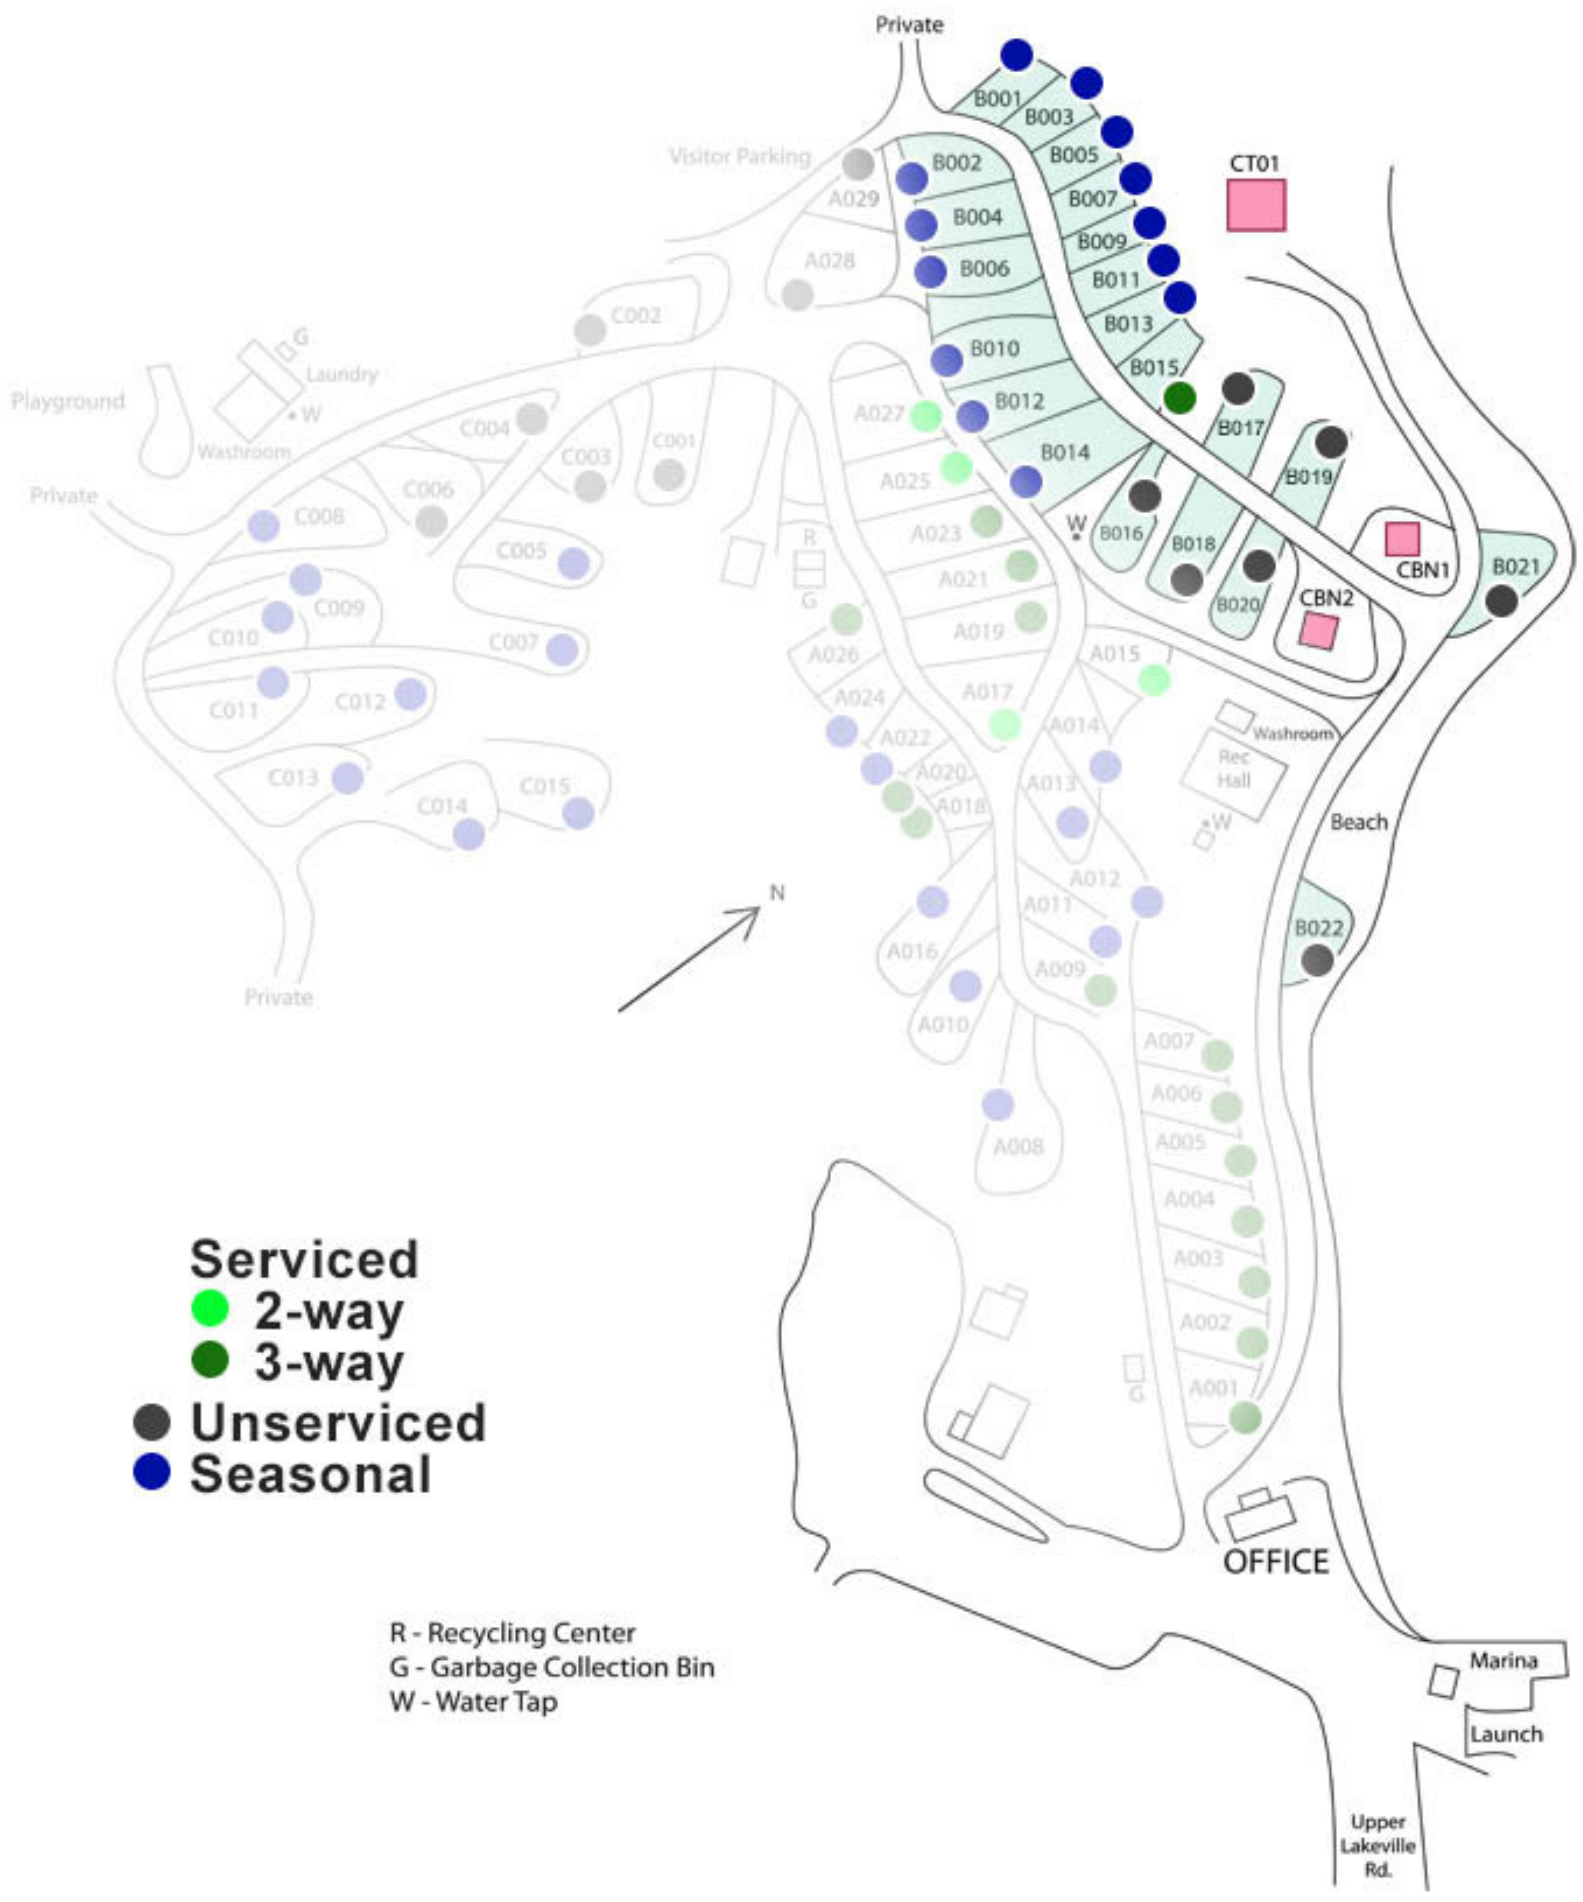 Private
B001
B003
CT01
Visitor Parking
B002
B005
A029
B007
B004
B009
A028
B006
B011
C002
B013
G
B010
Laundry
B015
Playground
W
B012
A027
C004
B017
Washroom
C003
C001
B014
B019
A025
Private
C006
C008
W
B016
A023
R
C005
B018
B021
CBN1
A021
G
CBN2
B020
C009
C010
A019
C007
A026
A015
C012
A024
A017
C011
A014
Washroom
A022
Rec
Hall
A020
C013
A013
C015
C014
A018
W
Beach
A012
N
A011
B022
A016
A009
Private
A010
A007
A006
A005
A008
A004
Serviced
2-way
3-way
Unserviced
Seasonal
A003
A002
A001
G
OFFICE
R - Recycling Center
G - Garbage Collection Bin
W - Water Tap
Marina
Launch
Upper
Lakeville
Rd.